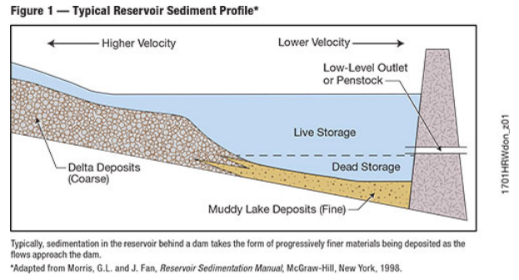 Figure 1 — Typical Reservoir Sediment Profile*
Higher Velocity
Lower Velocity
Low-Level Outlet
or Penstock
Live Storage
Dead Storage
Delta Deposits
(Coarse)
Muddy Lake Deposits (Fine)
1701HRWdon_z01
Typically, sedimentation in the reservoir behind a dam takes the form of progressively finer materials being deposited as the
flows approach the dam.
*Adapted from Morris, G.L. and J. Fan, Reservoir Sedimentation Manual, McGraw-Hill, New York, 1998.